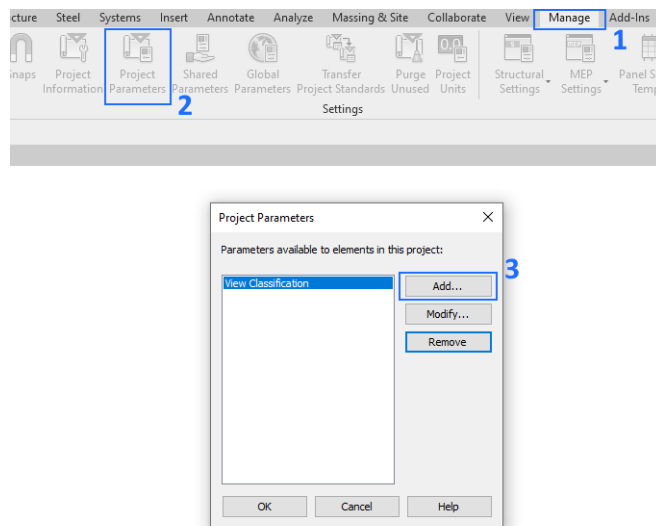 cture Steel Systems Insert Annotate Analyze Massing & Site Collaborate View Manage Add-Ins
1
Snaps Project Information Project Parameters Shared Parameters Global Parameters Transfer Project Standards Purge Unused Project Units Structural Settings MEP Settings Panel S Temp
2
Settings
Project Parameters
Parameters available to elements in this project:
3
View Classification
Add...
Modify...
Remove
OK Cancel Help